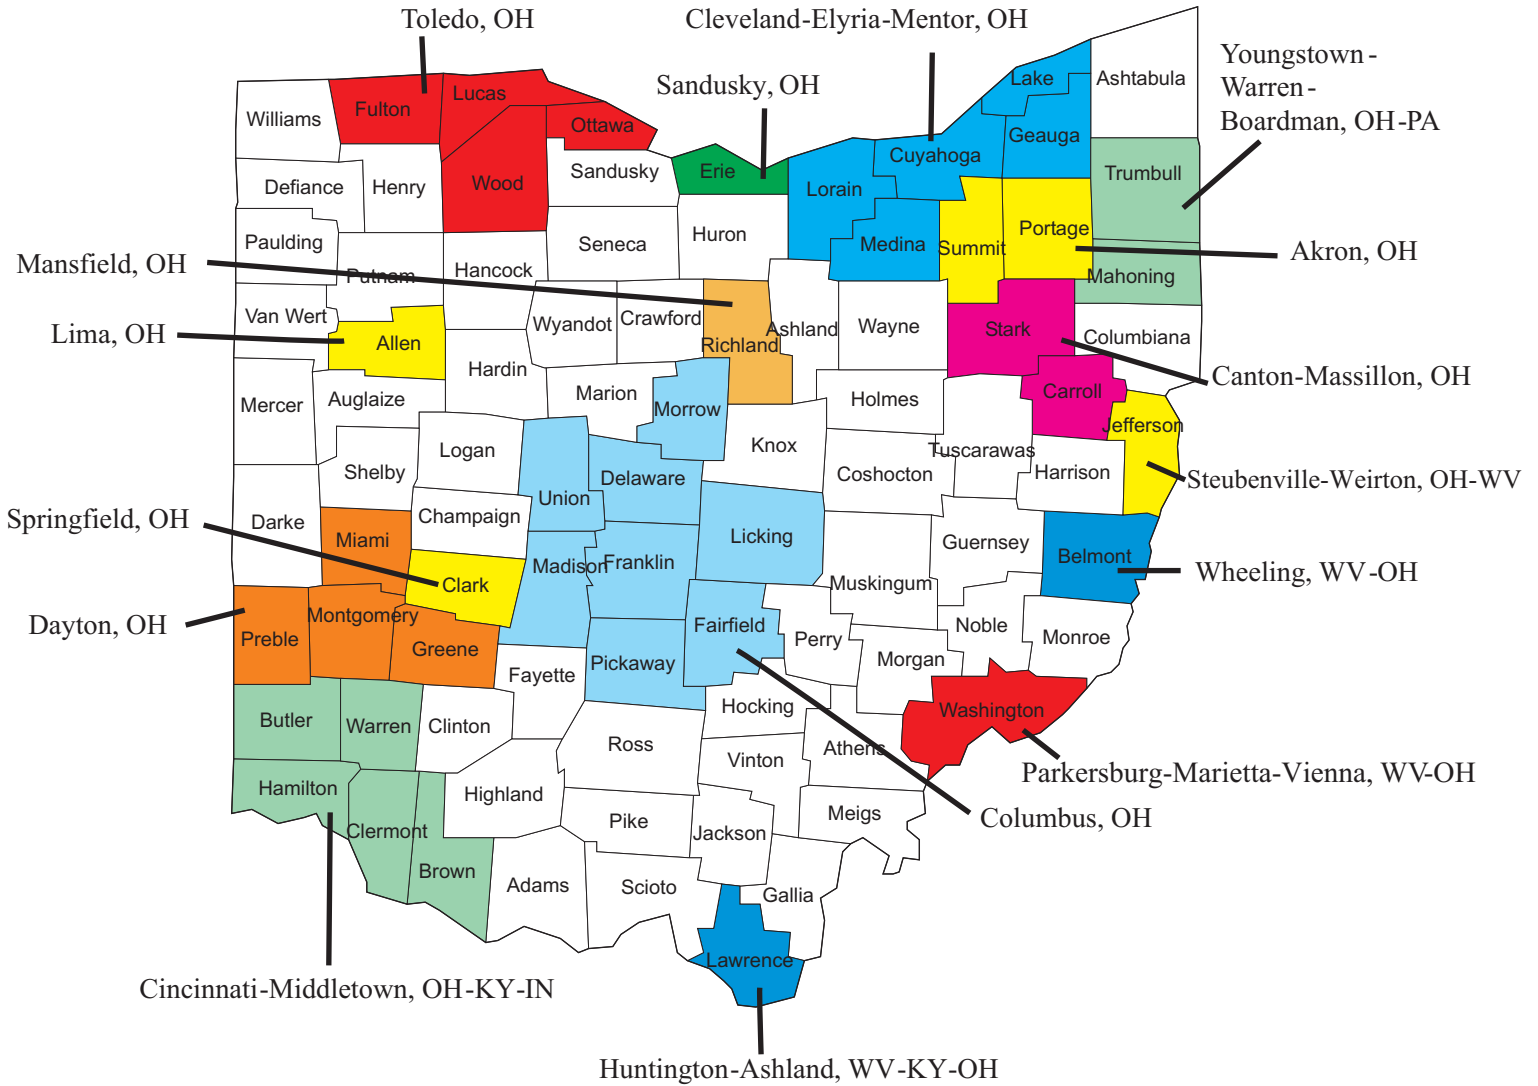 Toledo, OH
Cleveland-Elyria-Mentor, OH
Sandusky, OH
Youngstown-
Warren-
Boardman, OH-PA
Williams
Fulton
Lucas
Ottawa
Lake
Ashtabula
Geauga
Cuyahoga
Defiance
Henry
Wood
Sandusky
Erie
Lorain
Trumbull
Paulding
Seneca
Huron
Medina
Summit
Portage
Akron, OH
Mansfield, OH
Putnam
Hancock
Mahoning
Lima, OH
Van Wert
Allen
Wyandot
Crawford
Richland
Ashland
Wayne
Stark
Columbiana
Hardin
Canton-Massillon, OH
Mercer
Auglaize
Marion
Morrow
Holmes
Carroll
Jefferson
Logan
Knox
Tuscarawas
Shelby
Union
Delaware
Coshocton
Harrison
Steubenville-Weirton, OH-WV
Springfield, OH
Darke
Miami
Champaign
Licking
Guernsey
Belmont
Wheeling, WV-OH
Clark
Madison
Franklin
Muskingum
Dayton, OH
Preble
Montgomery
Greene
Fairfield
Perry
Noble
Monroe
Fayette
Pickaway
Morgan
Butler
Warren
Clinton
Hocking
Washington
Ross
Vinton
Athens
Parkersburg-Marietta-Vienna, WV-OH
Hamilton
Highland
Columbus, OH
Clermont
Pike
Jackson
Meigs
Brown
Adams
Scioto
Gallia
Lawrence
Cincinnati-Middletown, OH-KY-IN
Huntington-Ashland, WV-KY-OH